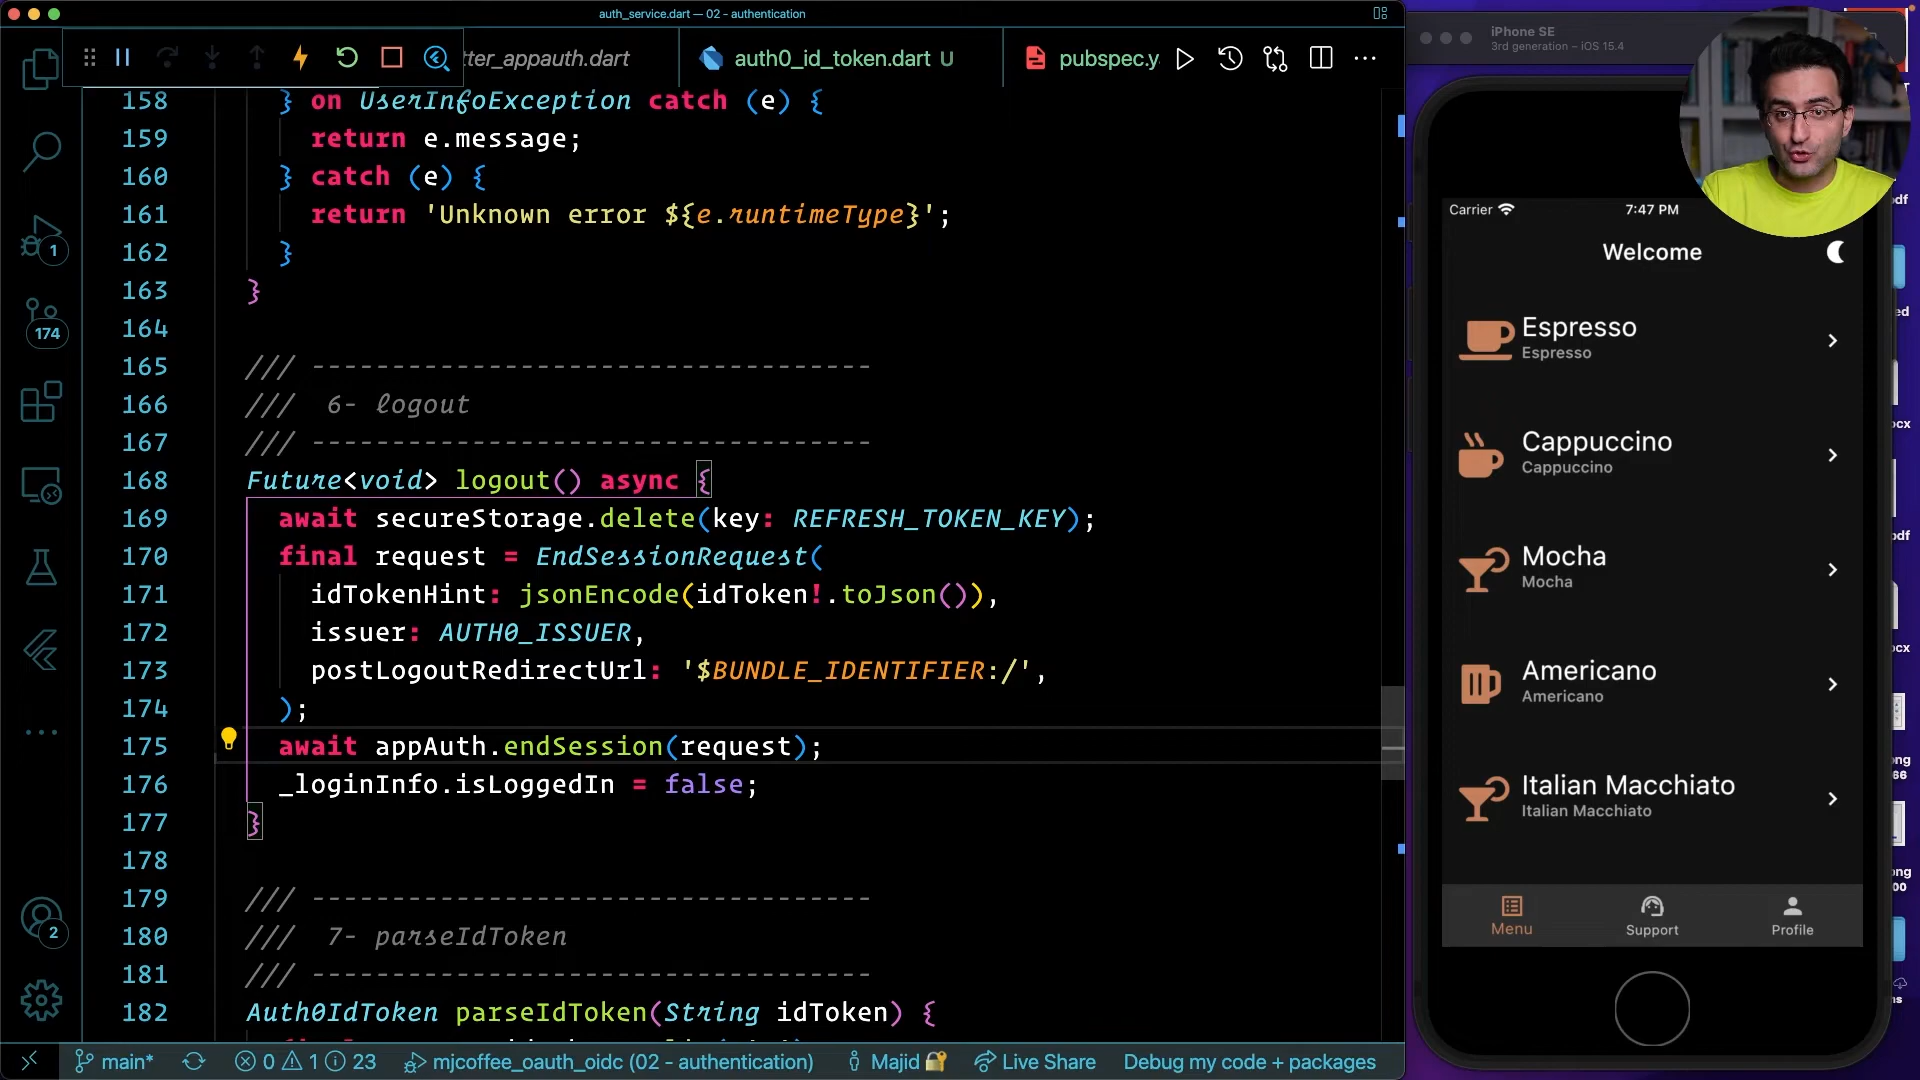 auth_service.dart — 02 - authentication
tter_appauth.dart
auth0_id_token.dart U
pubspec.y
158 } on UserInfoException catch (e) {
159 return e.message;
160 } catch (e) {
161 return 'Unknown error ${e.runtimeType}';
162 }
163 }
164
165 /// -----------------------------------
166 /// 6- logout
167 /// -----------------------------------
168 Future<void> logout() async {
169 await secureStorage.delete(key: REFRESH_TOKEN_KEY);
170 final request = EndSessionRequest(
171 idTokenHint: jsonEncode(idToken!.toJson()),
172 issuer: AUTH0_ISSUER,
173 postLogoutRedirectUrl: '$BUNDLE_IDENTIFIER:/',
174 );
175 await appAuth.endSession(request);
176 _loginInfo.isLoggedIn = false;
177 }
178
179 /// -----------------------------------
180 /// 7- parseIdToken
181 /// -----------------------------------
182 Auth0IdToken parseIdToken(String idToken) {
1
174
2
main* 0 1 23 mjcoffee_oauth_oidc (02 - authentication) Majid Live Share Debug my code + packages
iPhone SE
3rd generation – iOS 15.4
Carrier 7:47 PM
Welcome
Espresso
Espresso
Cappuccino
Cappuccino
Mocha
Mocha
Americano
Americano
Italian Macchiato
Italian Macchiato
Menu
Support
Profile